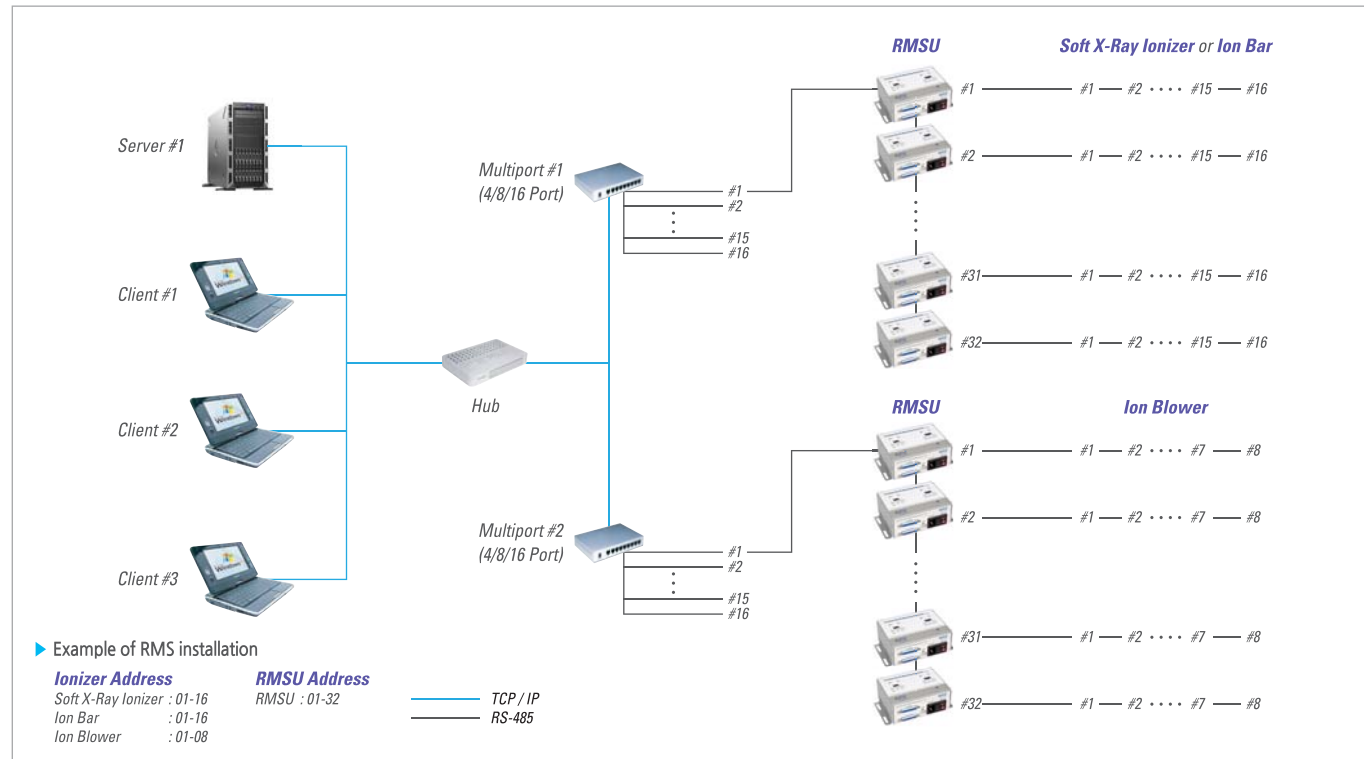 RMSU Soft X-Ray Ionizer or Ion Bar
#1 #1 #2 #15 #16
Server #1
#2 #1 #2 #15 #16
Multiport #1
(4/8/16 Port)
#1
#2
#15
#16
#31 #1 #2 #15 #16
Client #1
#32 #1 #2 #15 #16
Hub
RMSU Ion Blower
Client #2
#1 #1 #2 #7 #8
#2 #1 #2 #7 #8
Multiport #2
(4/8/16 Port)
#1
#2
#15
#16
Client #3
#31 #1 #2 #7 #8
#32 #1 #2 #7 #8
Example of RMS installation
Ionizer Address
Soft X-Ray Ionizer : 01-16
Ion Bar : 01-16
Ion Blower : 01-08
RMSU Address
RMSU : 01-32
TCP / IP
RS-485